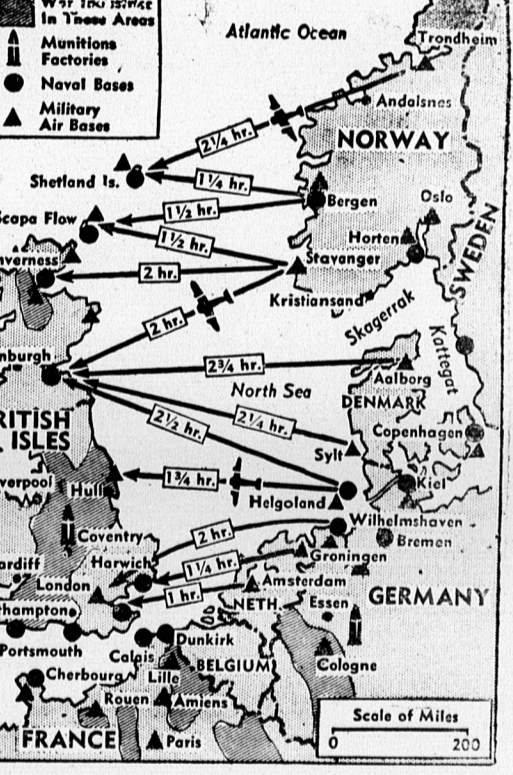 In These Areas
Munitions
Factories
Naval Bases
Military
Air Bases
Atlantic Ocean
Trondheim
Andalsnes
NORWAY
2¼ hr.
Shetland Is.
1¼ hr.
Bergen
Oslo
Scapa Flow
1½ hr.
1½ hr.
Horten
SWEDEN
nverness
2 hr.
Stavanger
Kristiansand
2 hr.
Skagerrak
Kattegat
nburgh
2¾ hr.
Aalborg
North Sea
DENMARK
RITISH
ISLES
2½ hr.
2¼ hr.
Copenhagen
Sylt
verpool
Hull
1¾ hr.
Kiel
Helgoland
2 hr.
Wilhelmshaven
Coventry
Bremen
ardiff
Harwich
1¼ hr.
Groningen
London
Amsterdam
GERMANY
thampton
1 hr.
NETH.
Essen
Portsmouth
Dunkirk
Calais
BELGIUM
Cologne
Cherbourg
Lille
Rouen
Amiens
FRANCE
Paris
Scale of Miles
0 200